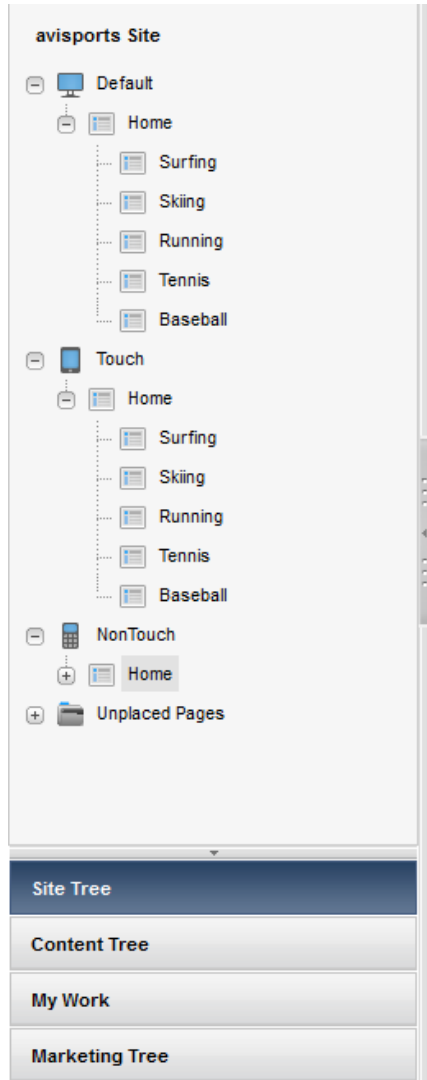 avisports Site
Default
Home
Surfing
Skiing
Running
Tennis
Baseball
Touch
Home
Surfing
Skiing
Running
Tennis
Baseball
NonTouch
Home
Unplaced Pages
Site Tree
Content Tree
My Work
Marketing Tree